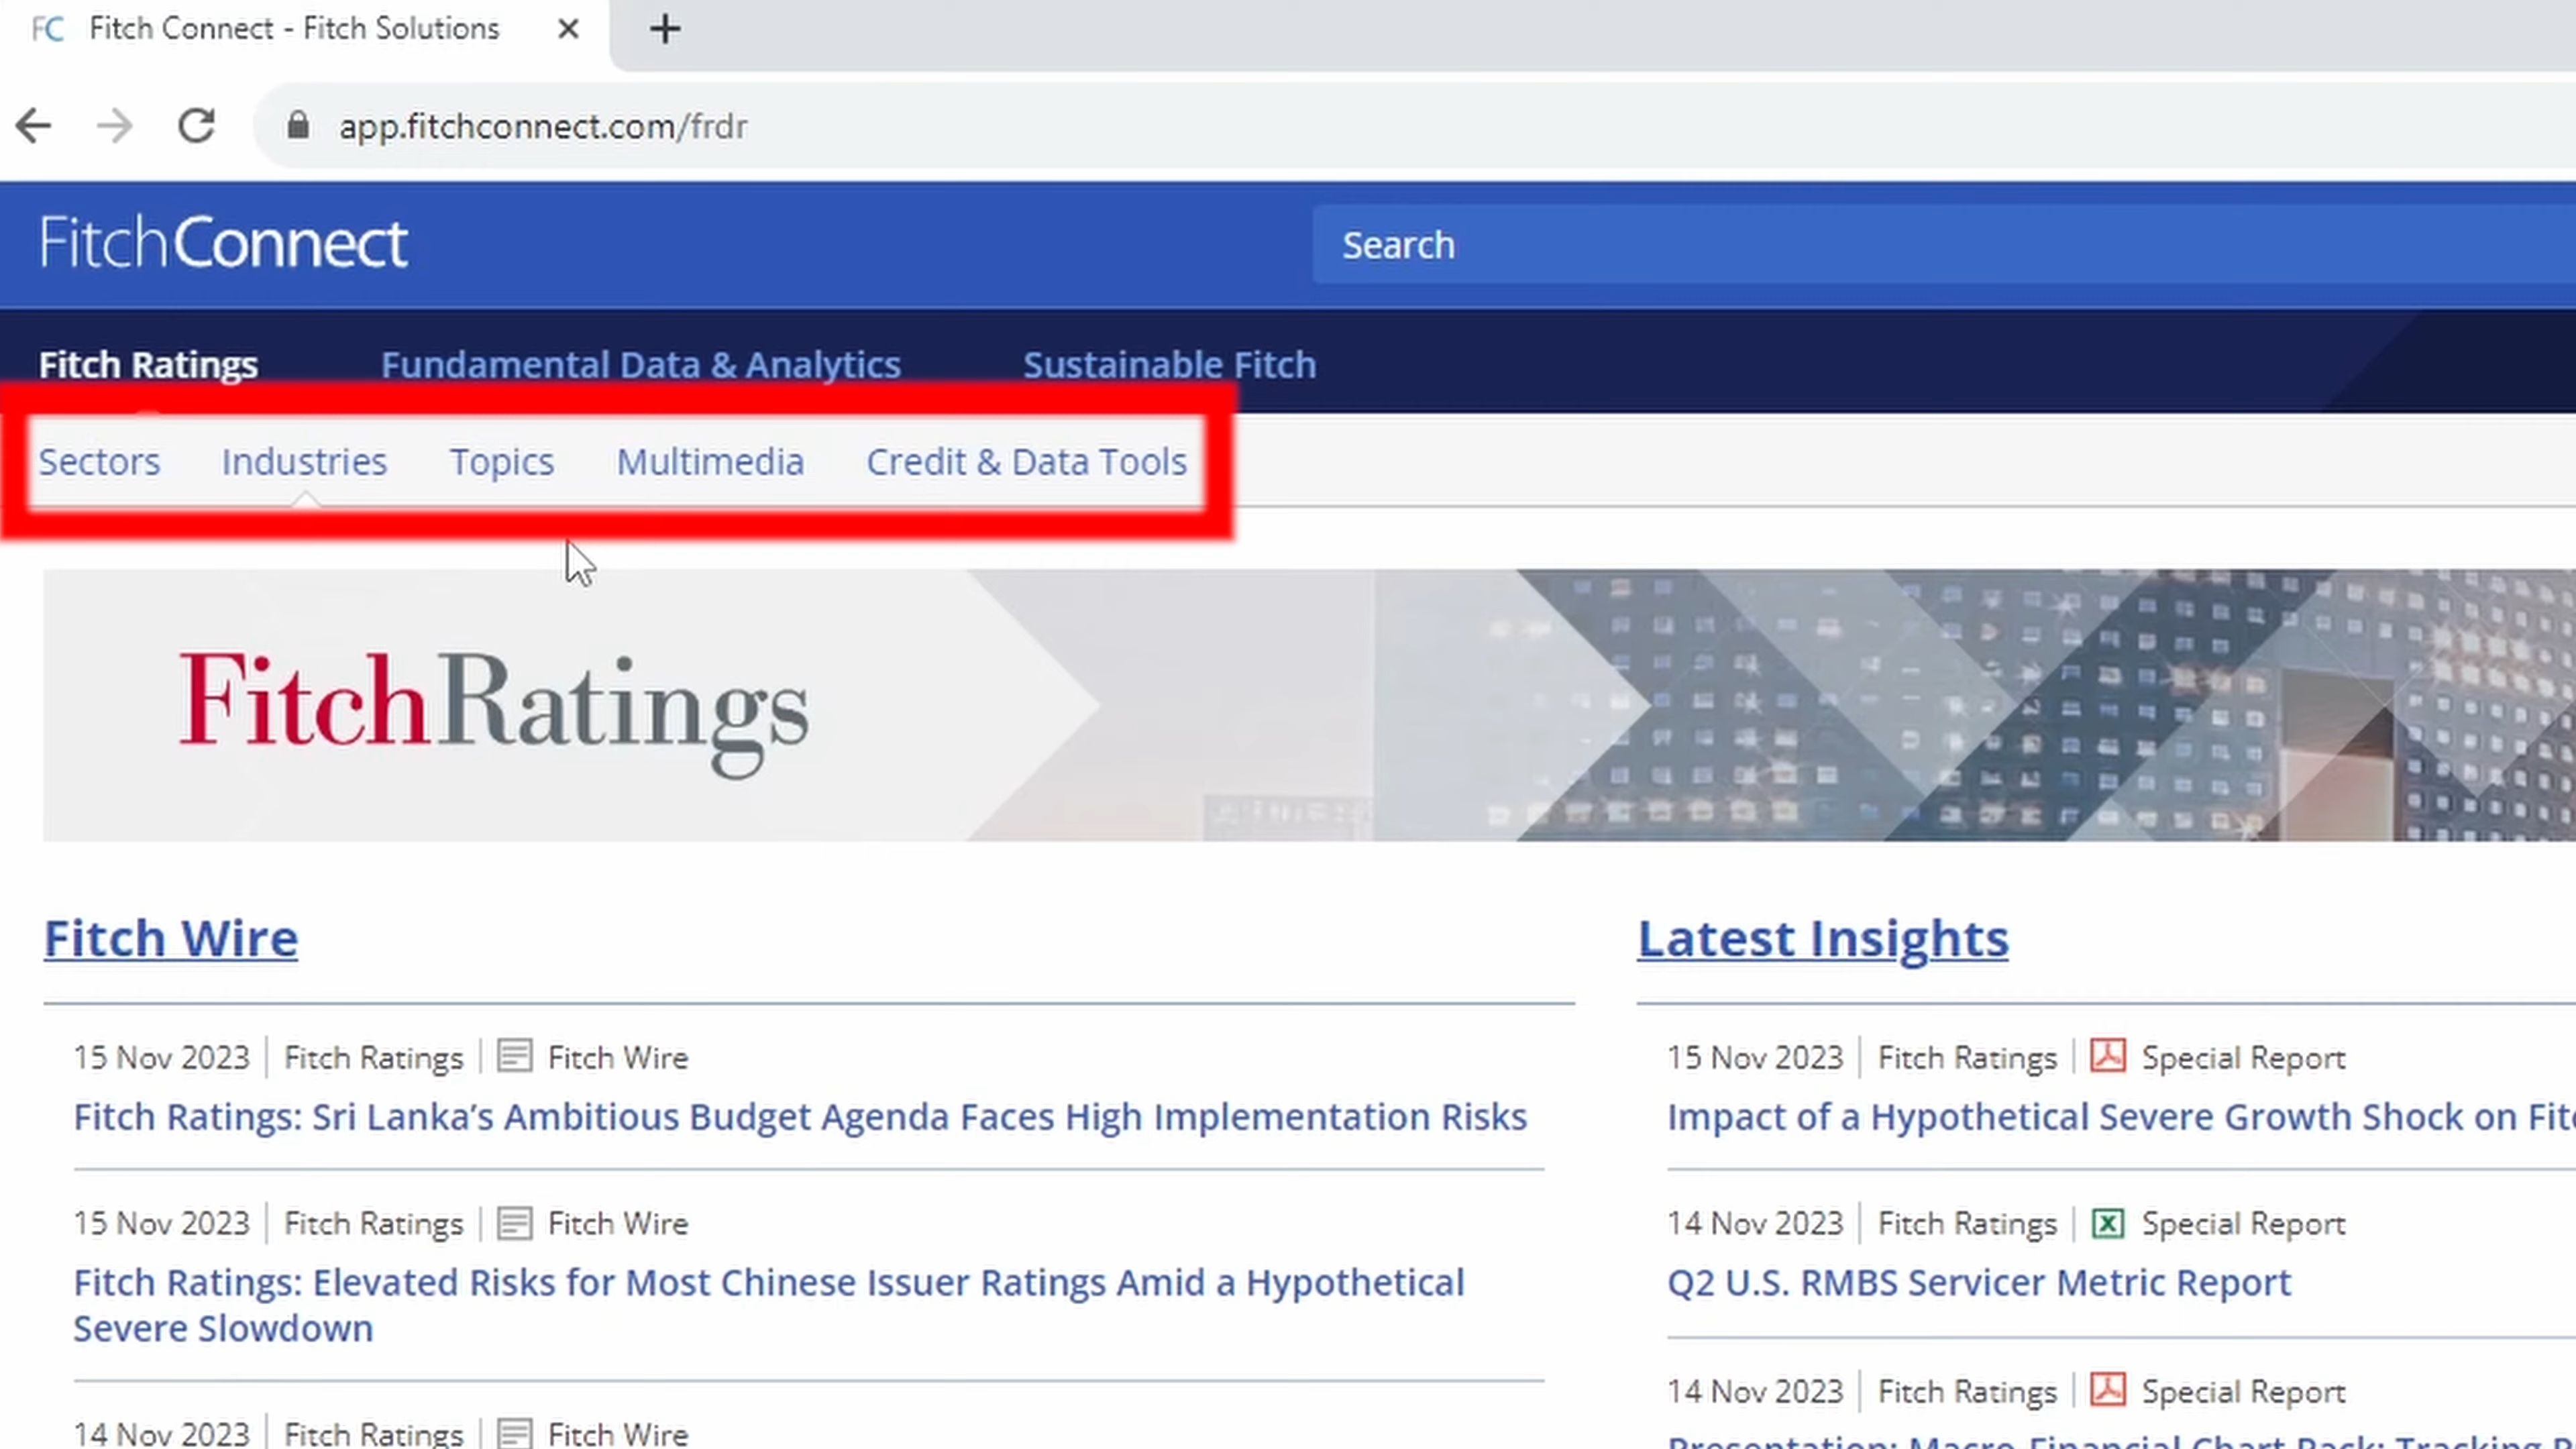 FC Fitch Connect - Fitch Solutions
app.fitchconnect.com/frdr
FitchConnect
Search
Fitch Ratings Fundamental Data & Analytics Sustainable Fitch
Sectors Industries Topics Multimedia Credit & Data Tools
FitchRatings
Fitch Wire
15 Nov 2023 Fitch Ratings Fitch Wire
Fitch Ratings: Sri Lanka’s Ambitious Budget Agenda Faces High Implementation Risks
15 Nov 2023 Fitch Ratings Fitch Wire
Fitch Ratings: Elevated Risks for Most Chinese Issuer Ratings Amid a Hypothetical
Severe Slowdown
14 Nov 2023 Fitch Ratings Fitch Wire
Latest Insights
15 Nov 2023 Fitch Ratings Special Report
Impact of a Hypothetical Severe Growth Shock on
14 Nov 2023 Fitch Ratings Special Report
Q2 U.S. RMBS Servicer Metric Report
14 Nov 2023 Fitch Ratings Special Report